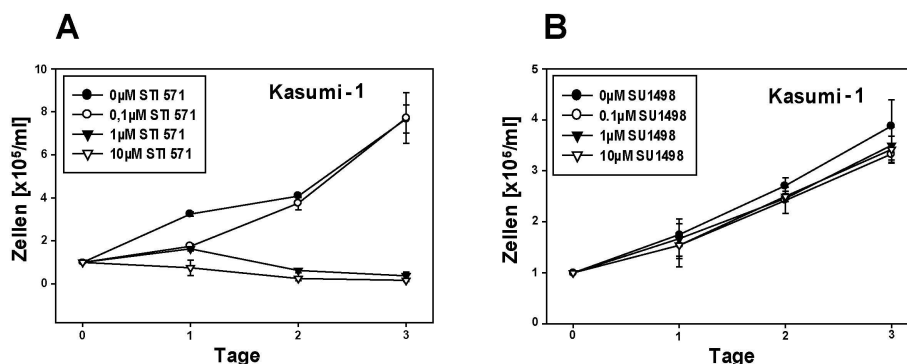 A
10
8
6
4
2
0
Zellen [x10⁵/ml]
0µM STI 571
0,1µM STI 571
1µM STI 571
10µM STI 571
Kasumi - 1
0
1
2
3
Tage
B
5
4
3
2
1
0
Zellen [x10⁵/ml]
0µM SU1498
0.1µM SU1498
1µM SU1498
10µM SU1498
Kasumi - 1
0
1
2
3
Tage